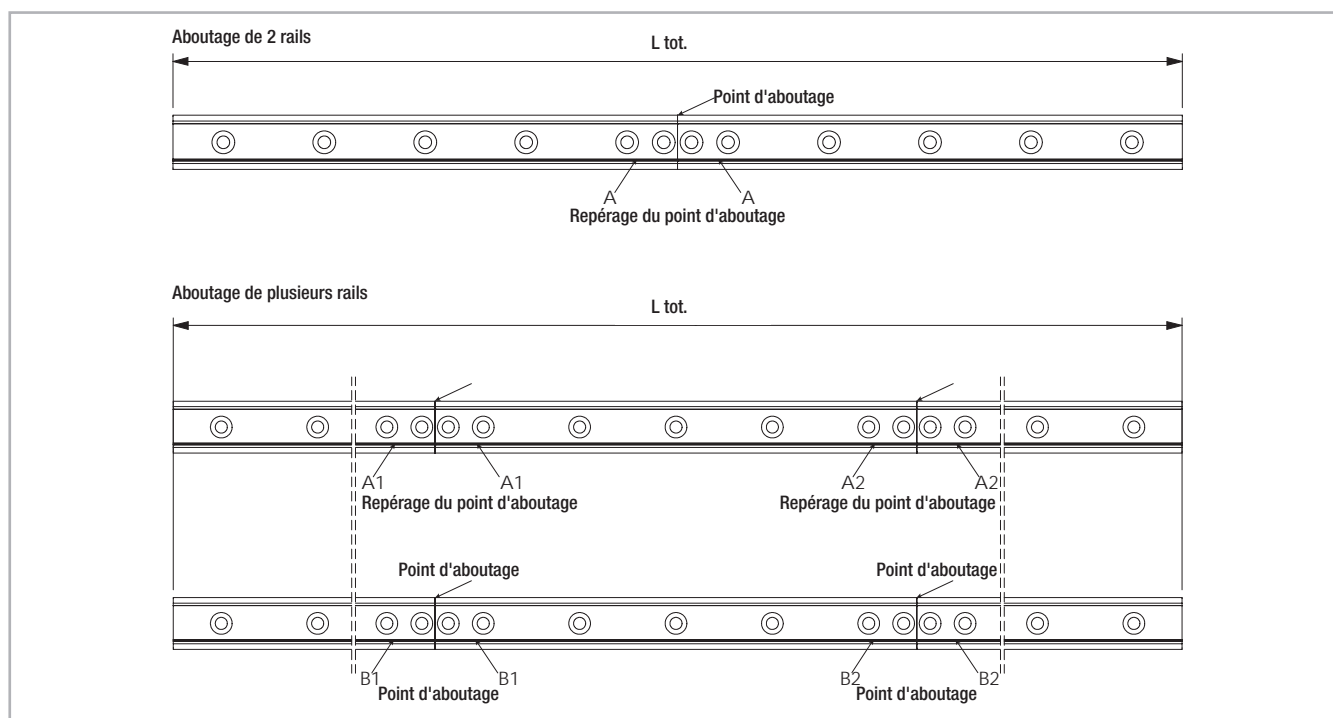 Aboutage de 2 rails
L tot.
Point d'aboutage
A A
Repérage du point d'aboutage
Aboutage de plusieurs rails
L tot.
A1 A1 A2 A2
Repérage du point d'aboutage Repérage du point d'aboutage
Point d'aboutage Point d'aboutage
B1 B1 B2 B2
Point d'aboutage Point d'aboutage